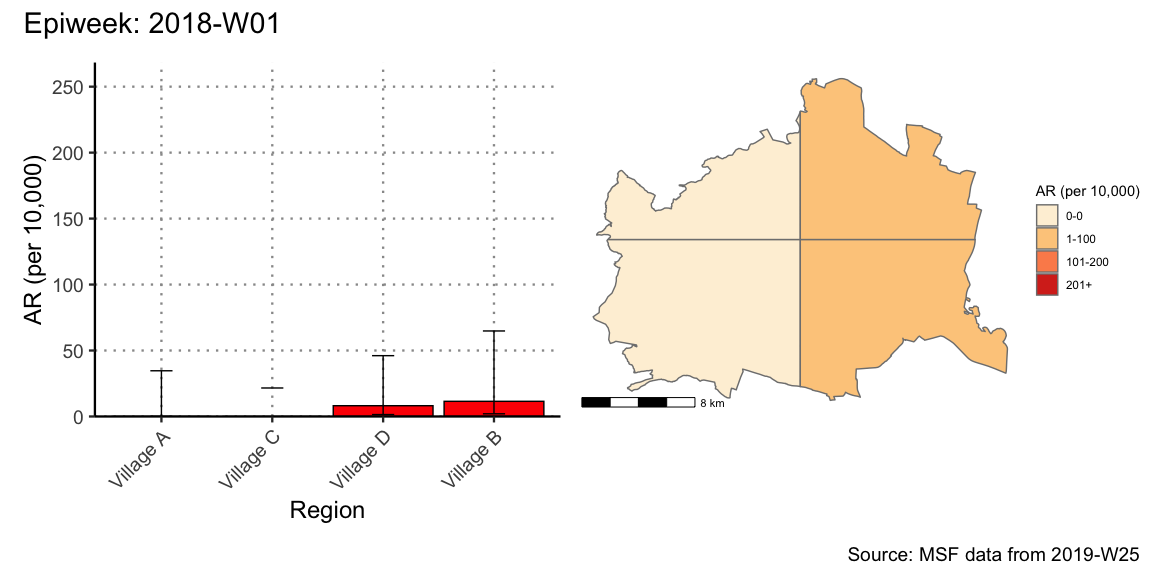 Epiweek: 2018-W01
AR (per 10,000)
250
200
150
100
50
0
Village A
Village C
Village D
Village B
Region
8 km
AR (per 10,000)
0-0
1-100
101-200
201+
Source: MSF data from 2019-W25